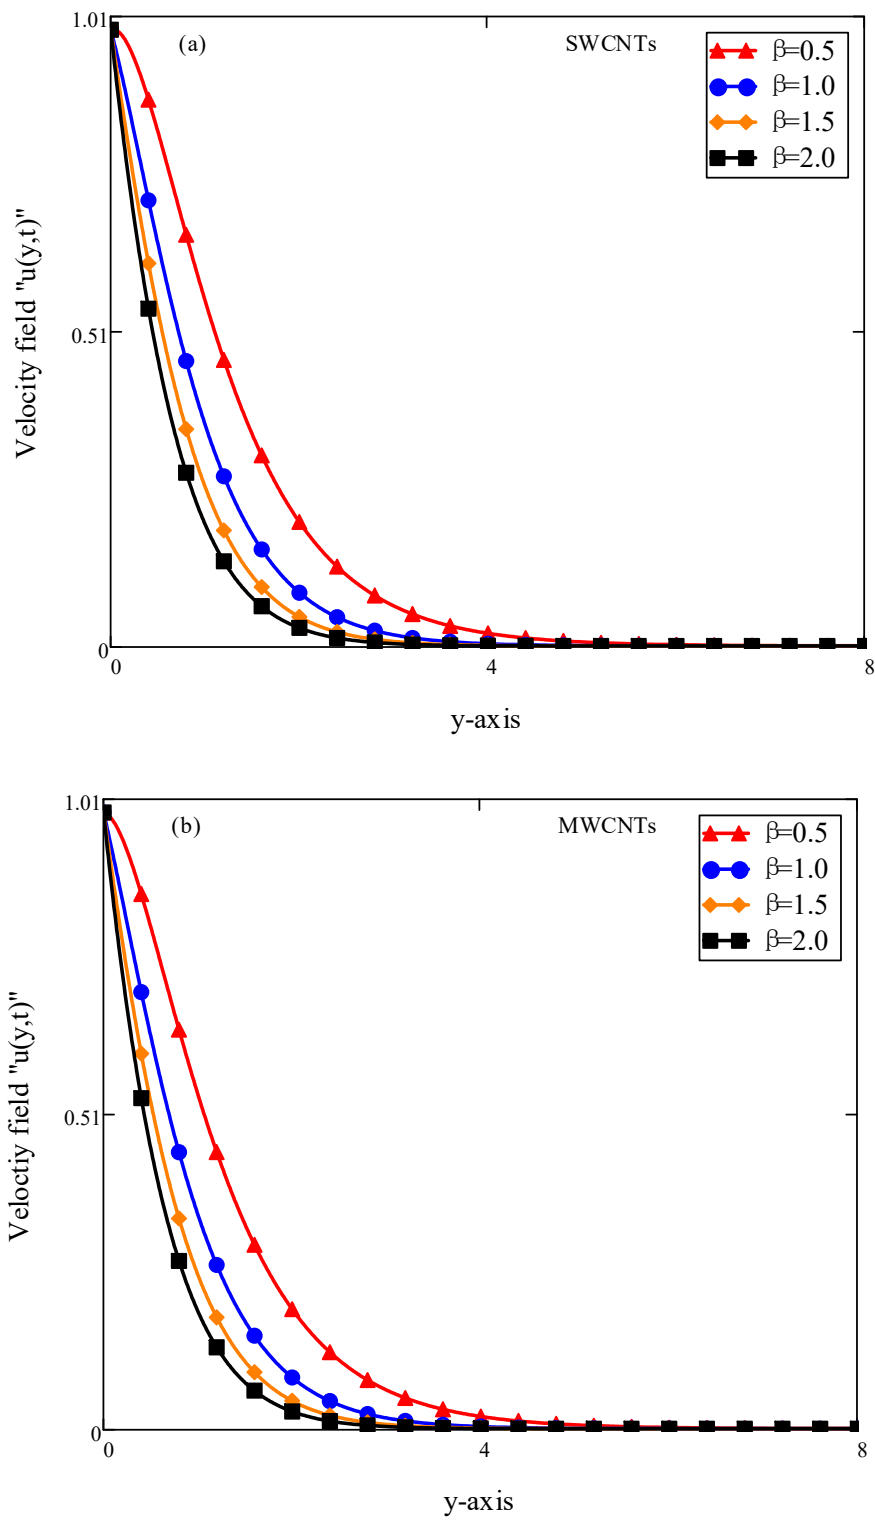 1.01
(a)
SWCNTs
β=0.5
β=1.0
β=1.5
β=2.0
Velocity field "u(y,t)"
0.51
0
0
4
8
y-axis
1.01
(b)
MWCNTs
β=0.5
β=1.0
β=1.5
β=2.0
Veloctiy field "u(y,t)"
0.51
0
0
4
8
y-axis